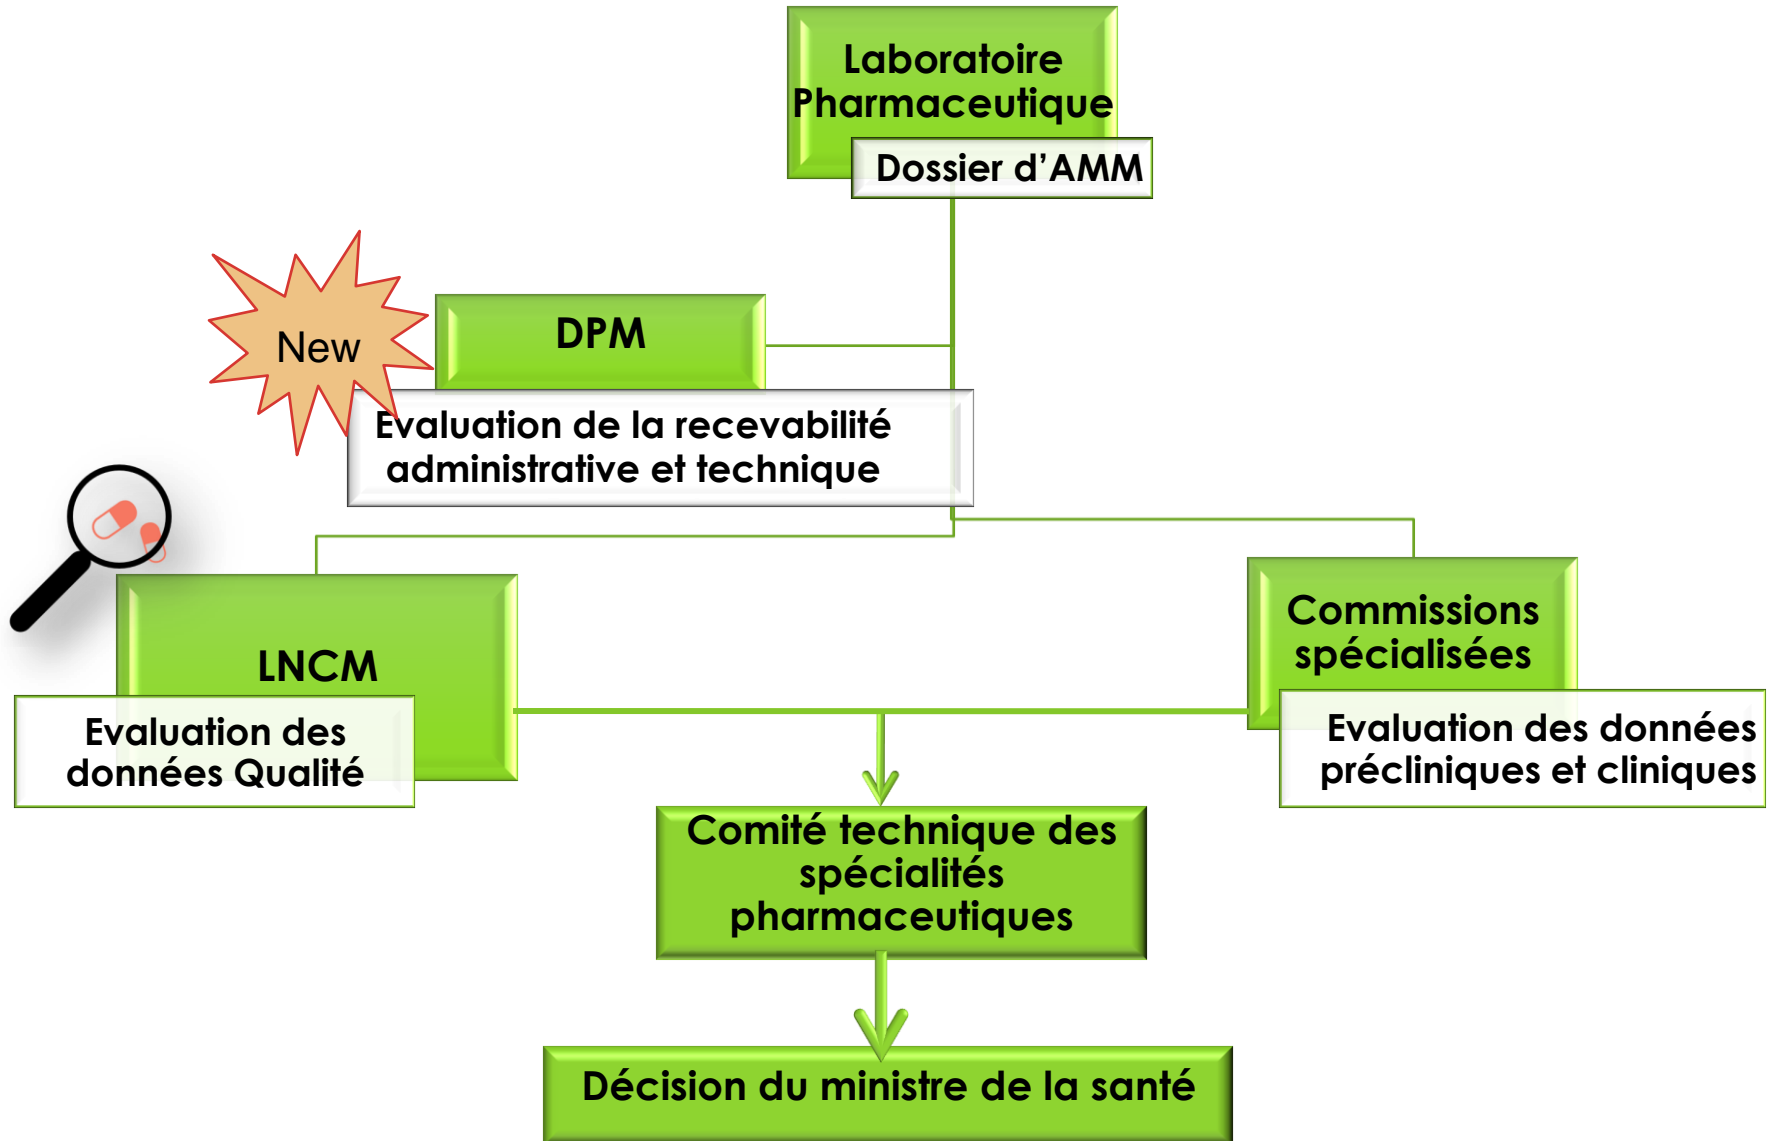 Laboratoire
Pharmaceutique
Dossier d’AMM
New
DPM
Evaluation de la recevabilité
administrative et technique
LNCM
Evaluation des
données Qualité
Commissions
spécialisées
Evaluation des données
précliniques et cliniques
Comité technique des
spécialités
pharmaceutiques
Décision du ministre de la santé